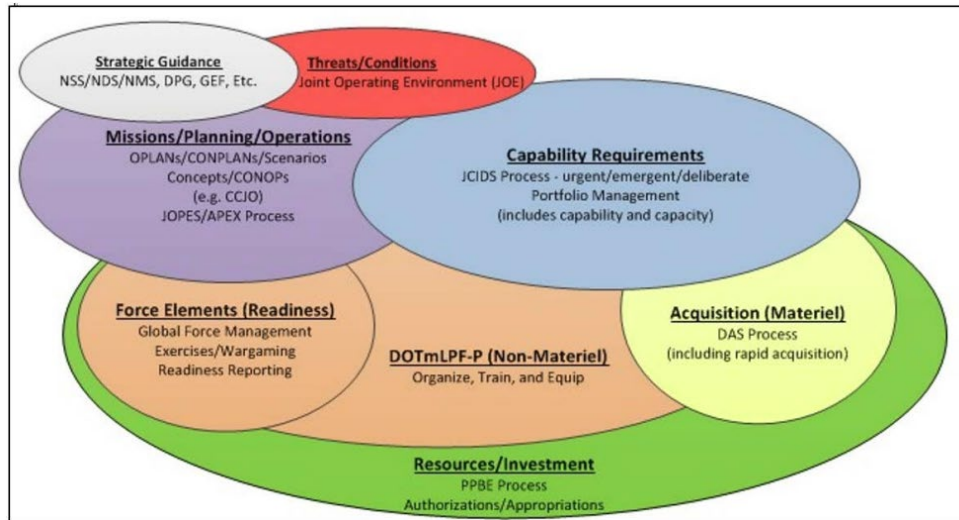 Strategic Guidance
NSS/NDS/NMS, DPG, GEF, Etc.
Threats/Conditions
Joint Operating Environment (JOE)
Missions/Planning/Operations
OPLANs/CONPLANs/Scenarios
Concepts/CONOPs
(e.g. CCJO)
JOPES/APEX Process
Capability Requirements
JCIDS Process - urgent/emergent/deliberate
Portfolio Management
(includes capability and capacity)
Force Elements (Readiness)
Global Force Management
Exercises/Wargaming
Readiness Reporting
DOTmLPF-P (Non-Materiel)
Organize, Train, and Equip
Acquisition (Materiel)
DAS Process
(including rapid acquisition)
Resources/Investment
PPBE Process
Authorizations/Appropriations